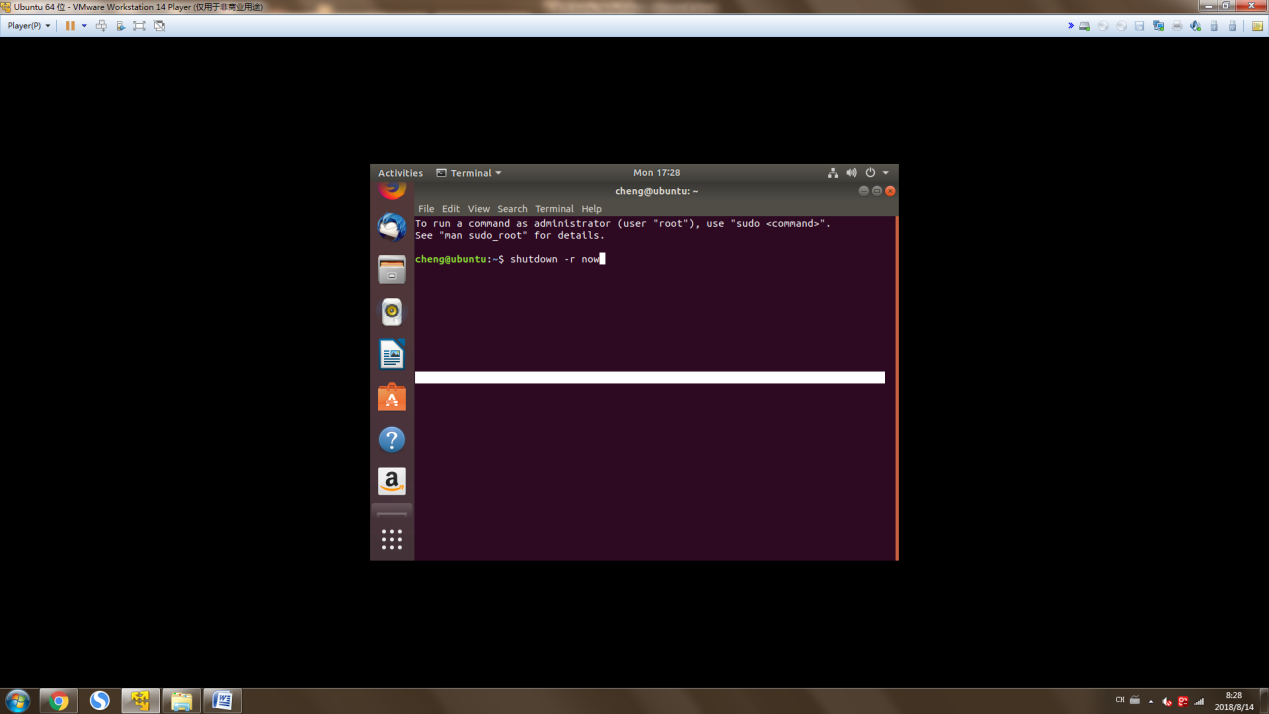 Ubuntu 64 位 - VMware Workstation 14 Player (仅用于非商业用途)
Player(P)
Activities Terminal Mon 17:28
cheng@ubuntu: ~
File Edit View Search Terminal Help
To run a command as administrator (user "root"), use "sudo <command>".
See "man sudo_root" for details.
cheng@ubuntu:~$ shutdown -r now
CH
8:28
2018/8/14